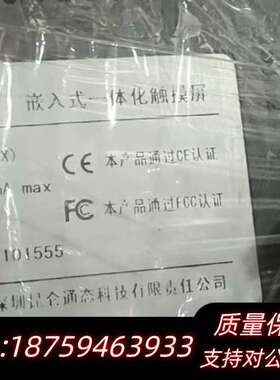 嵌入式一体化触摸屏
X)
CE 本产品通过CE认证
A max
FC 本产品通过FCC认证
101555
深圳昆仑通态科技有限责任公司
质量保
:18759463933
支持对公